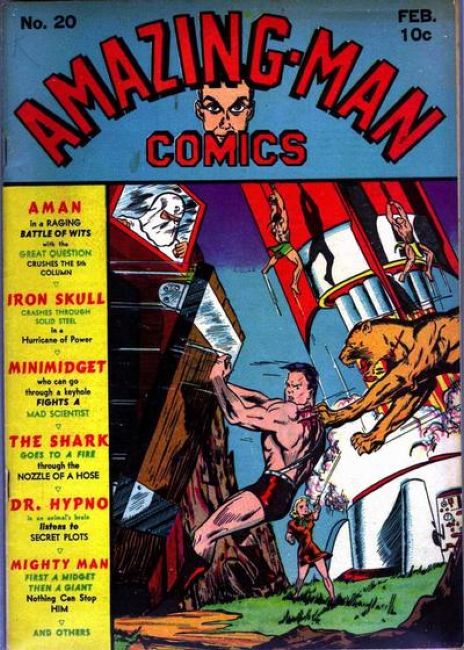 No. 20
FEB.
10c
AMAZING-MAN
COMICS
AMAN
in a RAGING
BATTLE OF WITS
with the
GREAT QUESTION
CRUSHES THE 5th
COLUMN
IRON SKULL
CRASHES THROUGH
SOLID STEEL
in a
Hurricane of Power
MINIMIDGET
who can go
through a keyhole
FIGHTS A
MAD SCIENTIST
THE SHARK
GOES TO A FIRE
through the
NOZZLE OF A HOSE
DR. HYPNO
in an animal's brain
listens to
SECRET PLOTS
MIGHTY MAN
FIRST A MIDGET
THEN A GIANT
Nothing Can Stop
HIM
AND OTHERS